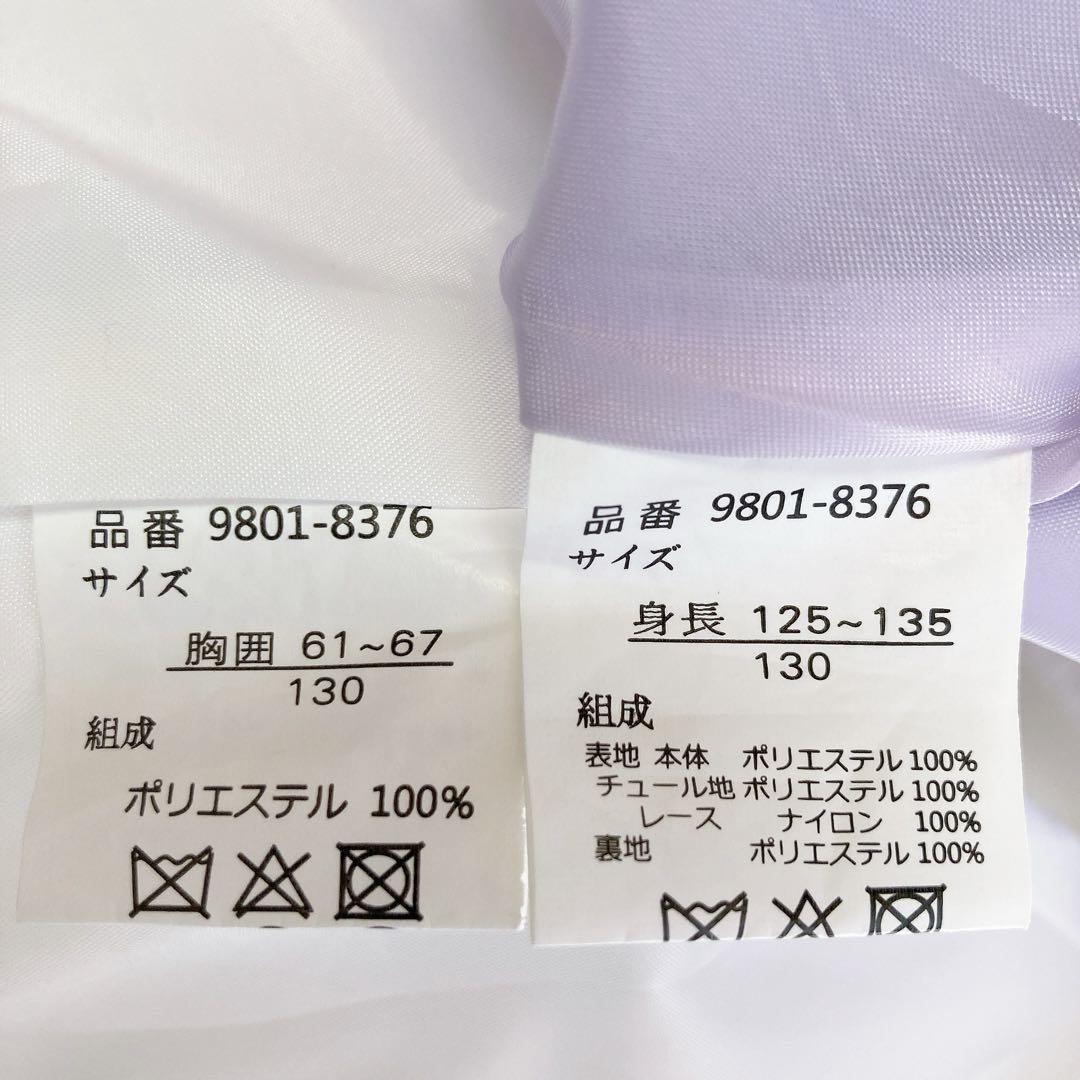 品番 9801-8376
サイズ
胸囲 61~67
130
組成
ポリエステル 100%
品番 9801-8376
サイズ
身長 125~135
130
組成
表地 本体 ポリエステル 100%
チュール地 ポリエステル 100%
レース ナイロン 100%
裏地 ポリエステル 100%